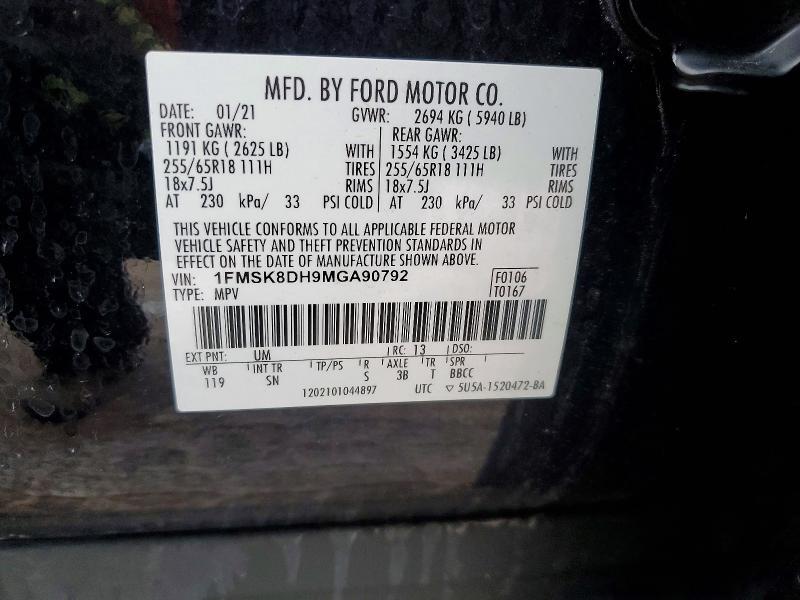 MFD. BY FORD MOTOR CO.
DATE: 01/21 GVWR: 2694 KG ( 5940 LB)
FRONT GAWR: REAR GAWR:
1191 KG ( 2625 LB) WITH 1554 KG ( 3425 LB) WITH
255/65R18 111H TIRES 255/65R18 111H TIRES
18x7.5J RIMS 18x7.5J RIMS
AT 230 kPa/ 33 PSI COLD AT 230 kPa/ 33 PSI COLD
THIS VEHICLE CONFORMS TO ALL APPLICABLE FEDERAL MOTOR
VEHICLE SAFETY AND THEFT PREVENTION STANDARDS IN
EFFECT ON THE DATE OF MANUFACTURE SHOWN ABOVE.
VIN: 1FMSK8DH9MGA90792 F0106
TYPE: MPV T0167
EXT PNT: UM RC: 13 DSO:
WB INT TR TP/PS R AXLE TR SPR
119 SN S 3B T BBCC
1202101044897 UTC ▽ 5U5A-1520472-BA